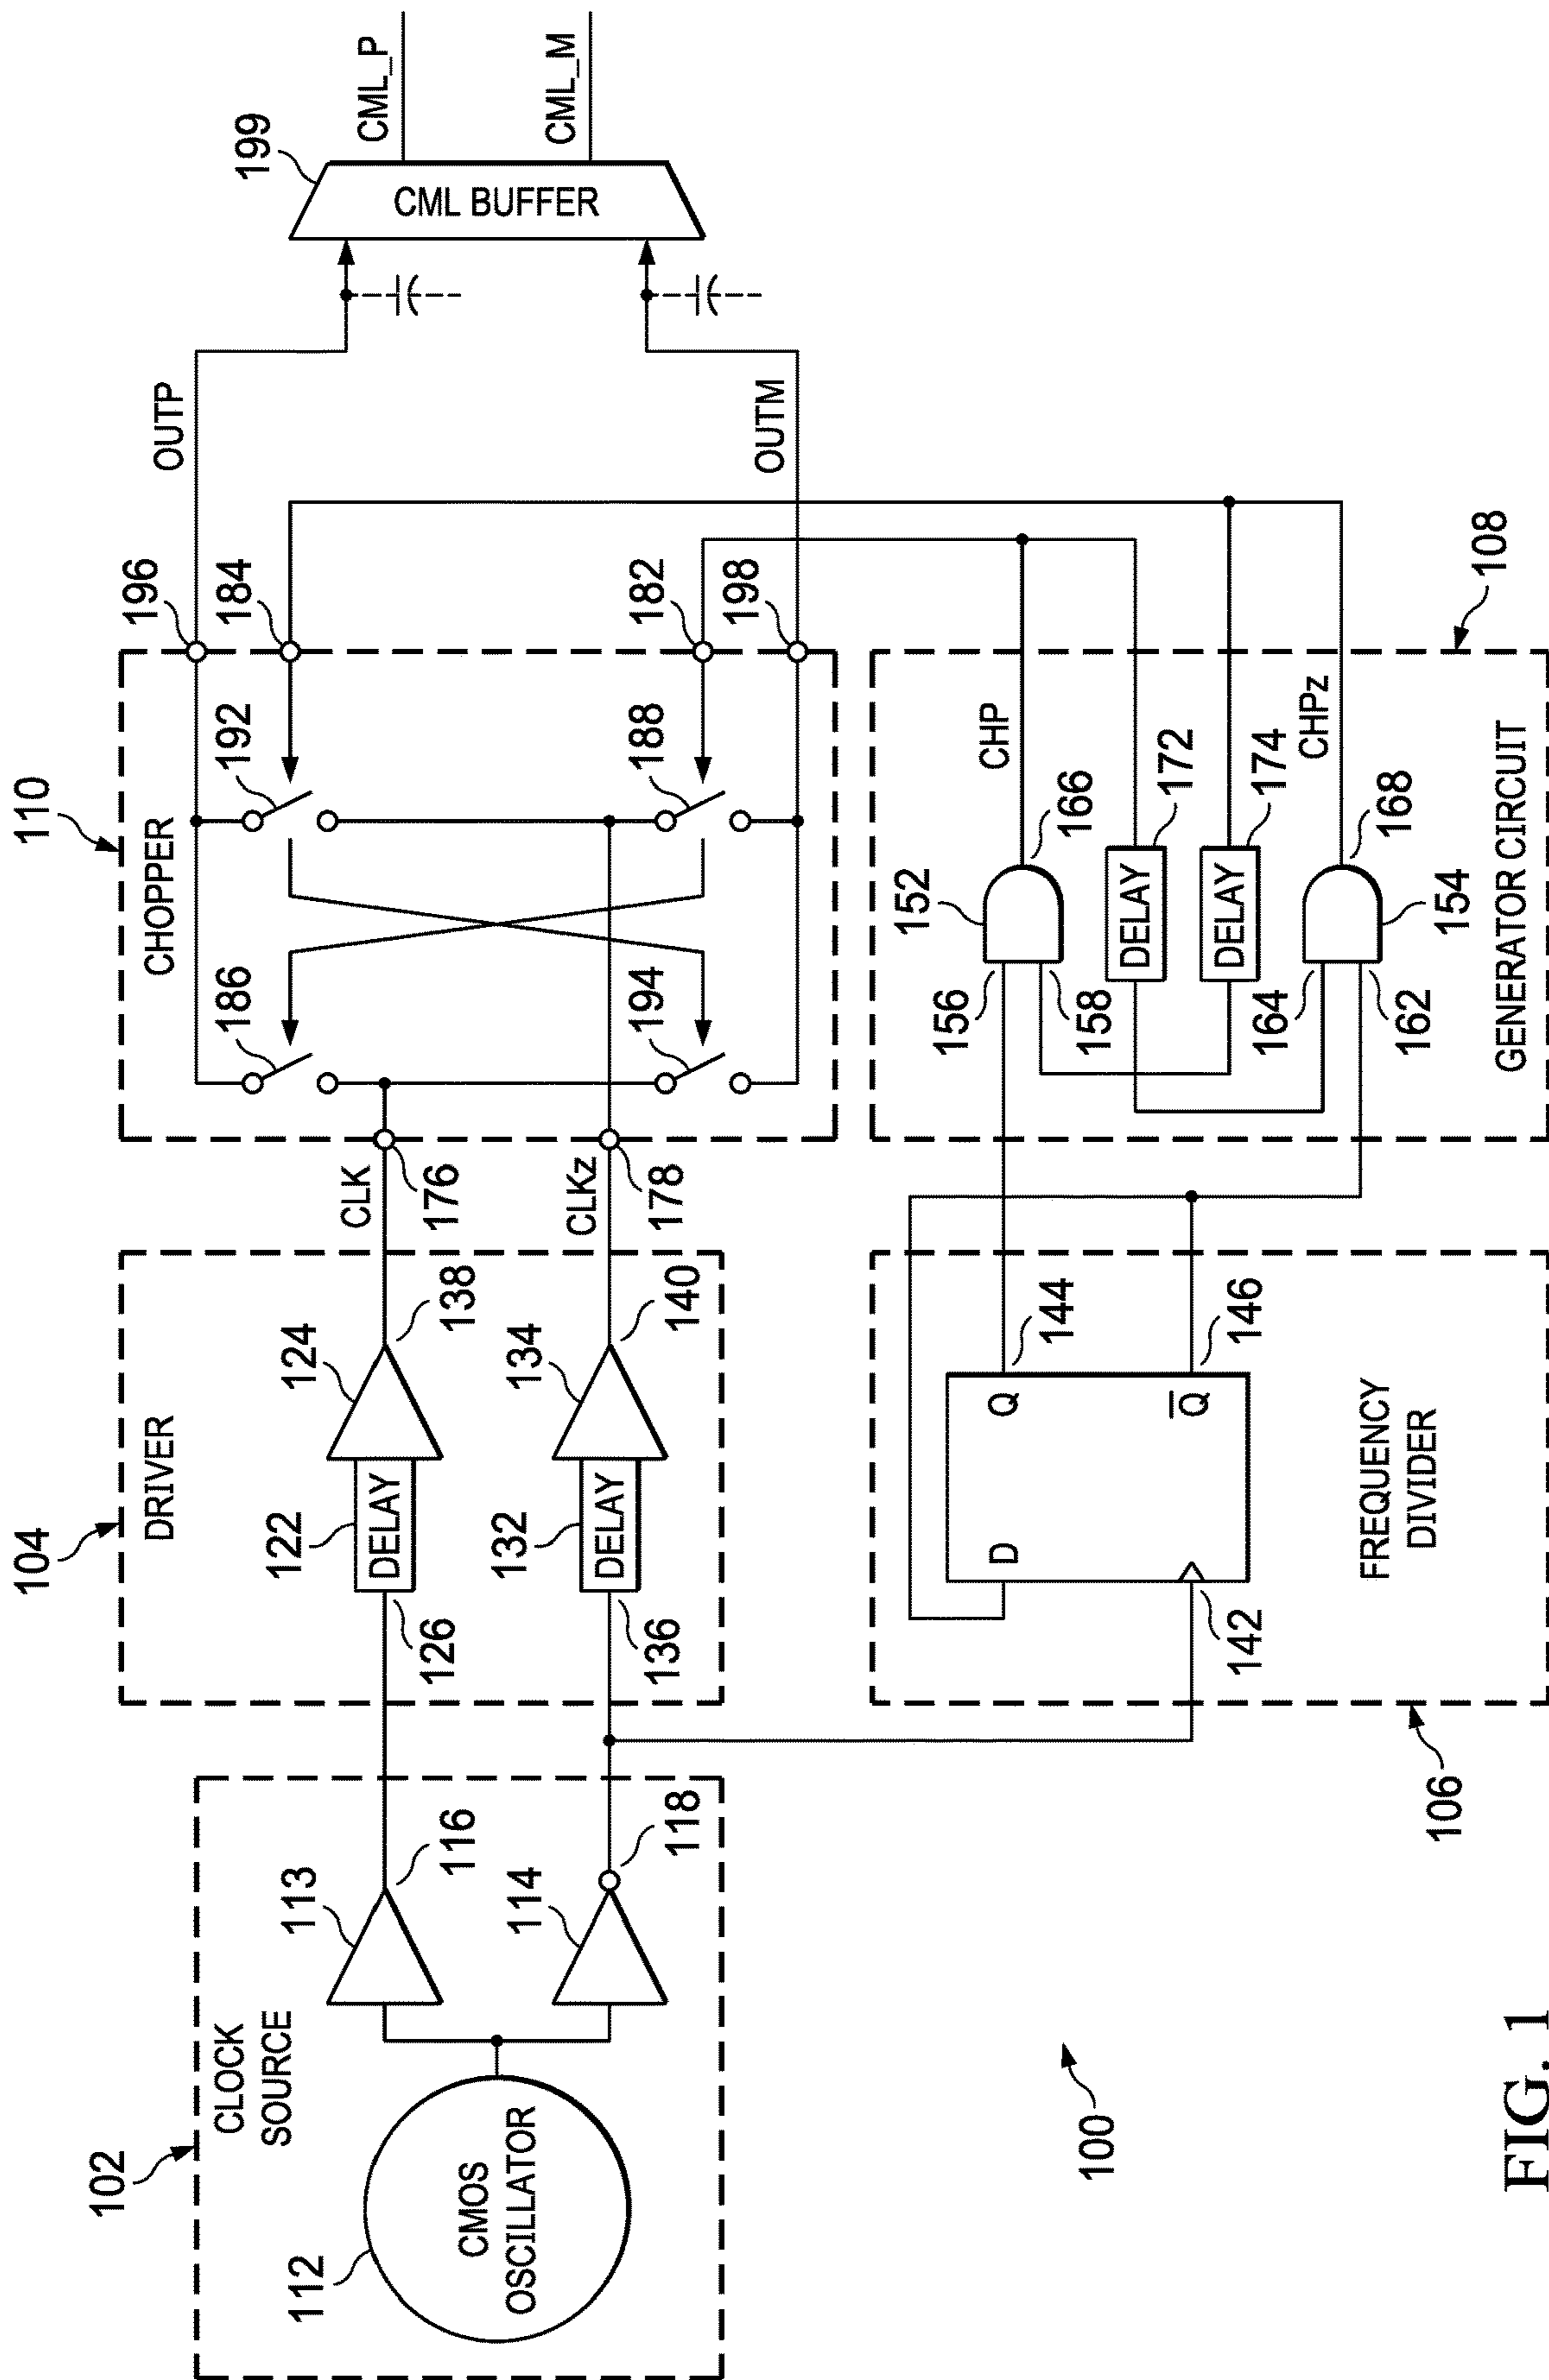 102
CLOCK
SOURCE
112
CMOS
OSCILLATOR
113
116
114
118
104
DRIVER
122
DELAY
124
126
138
132
DELAY
134
136
140
CLK
176
CLKz
178
110
CHOPPER
186
192
194
188
196
184
182
198
OUTP
OUTM
199
CML BUFFER
CML_P
CML_M
106
FREQUENCY
DIVIDER
D
Q
Q̅
142
144
146
108
GENERATOR CIRCUIT
152
156
158
166
CHP
DELAY
172
DELAY
174
164
162
154
168
CHPz
100
FIG. 1